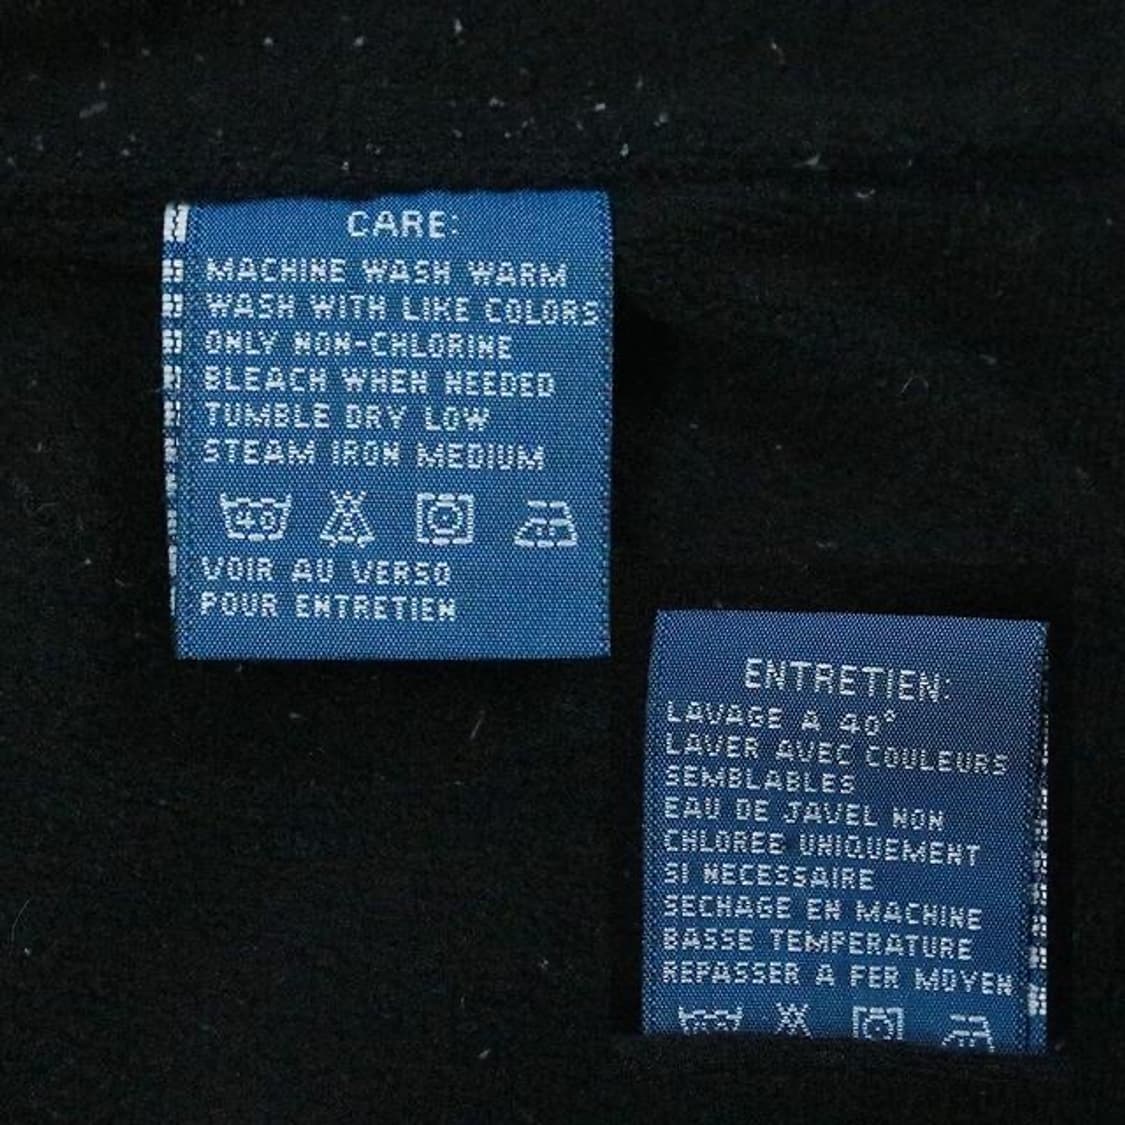 CARE:
MACHINE WASH WARM
WASH WITH LIKE COLORS
ONLY NON-CHLORINE
BLEACH WHEN NEEDED
TUMBLE DRY LOW
STEAM IRON MEDIUM
40
VOIR AU VERSO
POUR ENTRETIEN
ENTRETIEN:
LAVAGE A 40°
LAVER AVEC COULEURS
SEMBLABLES
EAU DE JAVEL NON
CHLOREE UNIQUEMENT
SI NECESSAIRE
SECHAGE EN MACHINE
BASSE TEMPERATURE
REPASSER A FER MOYEN